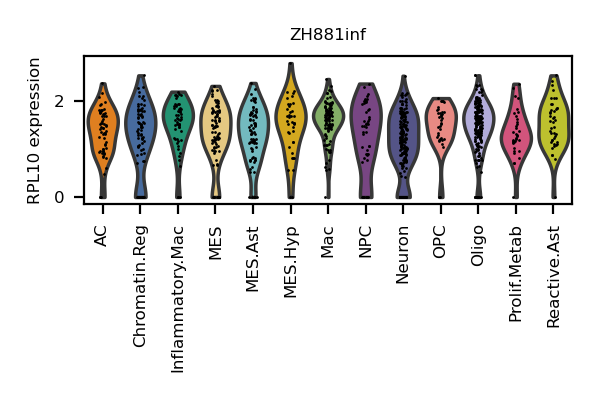 ZH881inf
RPL10 expression
2
0
AC
Chromatin.Reg
Inflammatory.Mac
MES
MES.Ast
MES.Hyp
Mac
NPC
Neuron
OPC
Oligo
Prolif.Metab
Reactive.Ast